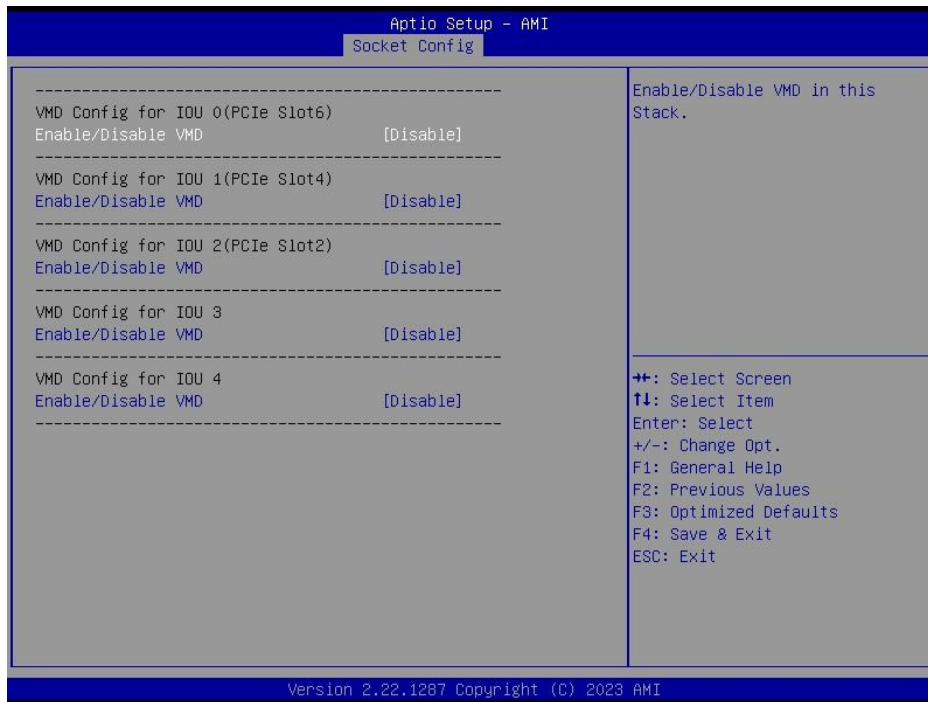 Aptio Setup - AMI
Socket Config
--------------------------------------------------
VMD Config for IOU 0(PCIe Slot6)
Enable/Disable VMD [Disable]
--------------------------------------------------
VMD Config for IOU 1(PCIe Slot4)
Enable/Disable VMD [Disable]
--------------------------------------------------
VMD Config for IOU 2(PCIe Slot2)
Enable/Disable VMD [Disable]
--------------------------------------------------
VMD Config for IOU 3
Enable/Disable VMD [Disable]
--------------------------------------------------
VMD Config for IOU 4
Enable/Disable VMD [Disable]
--------------------------------------------------
Enable/Disable VMD in this
Stack.
→←: Select Screen
↑↓: Select Item
Enter: Select
+/-: Change Opt.
F1: General Help
F2: Previous Values
F3: Optimized Defaults
F4: Save & Exit
ESC: Exit
Version 2.22.1287 Copyright (C) 2023 AMI